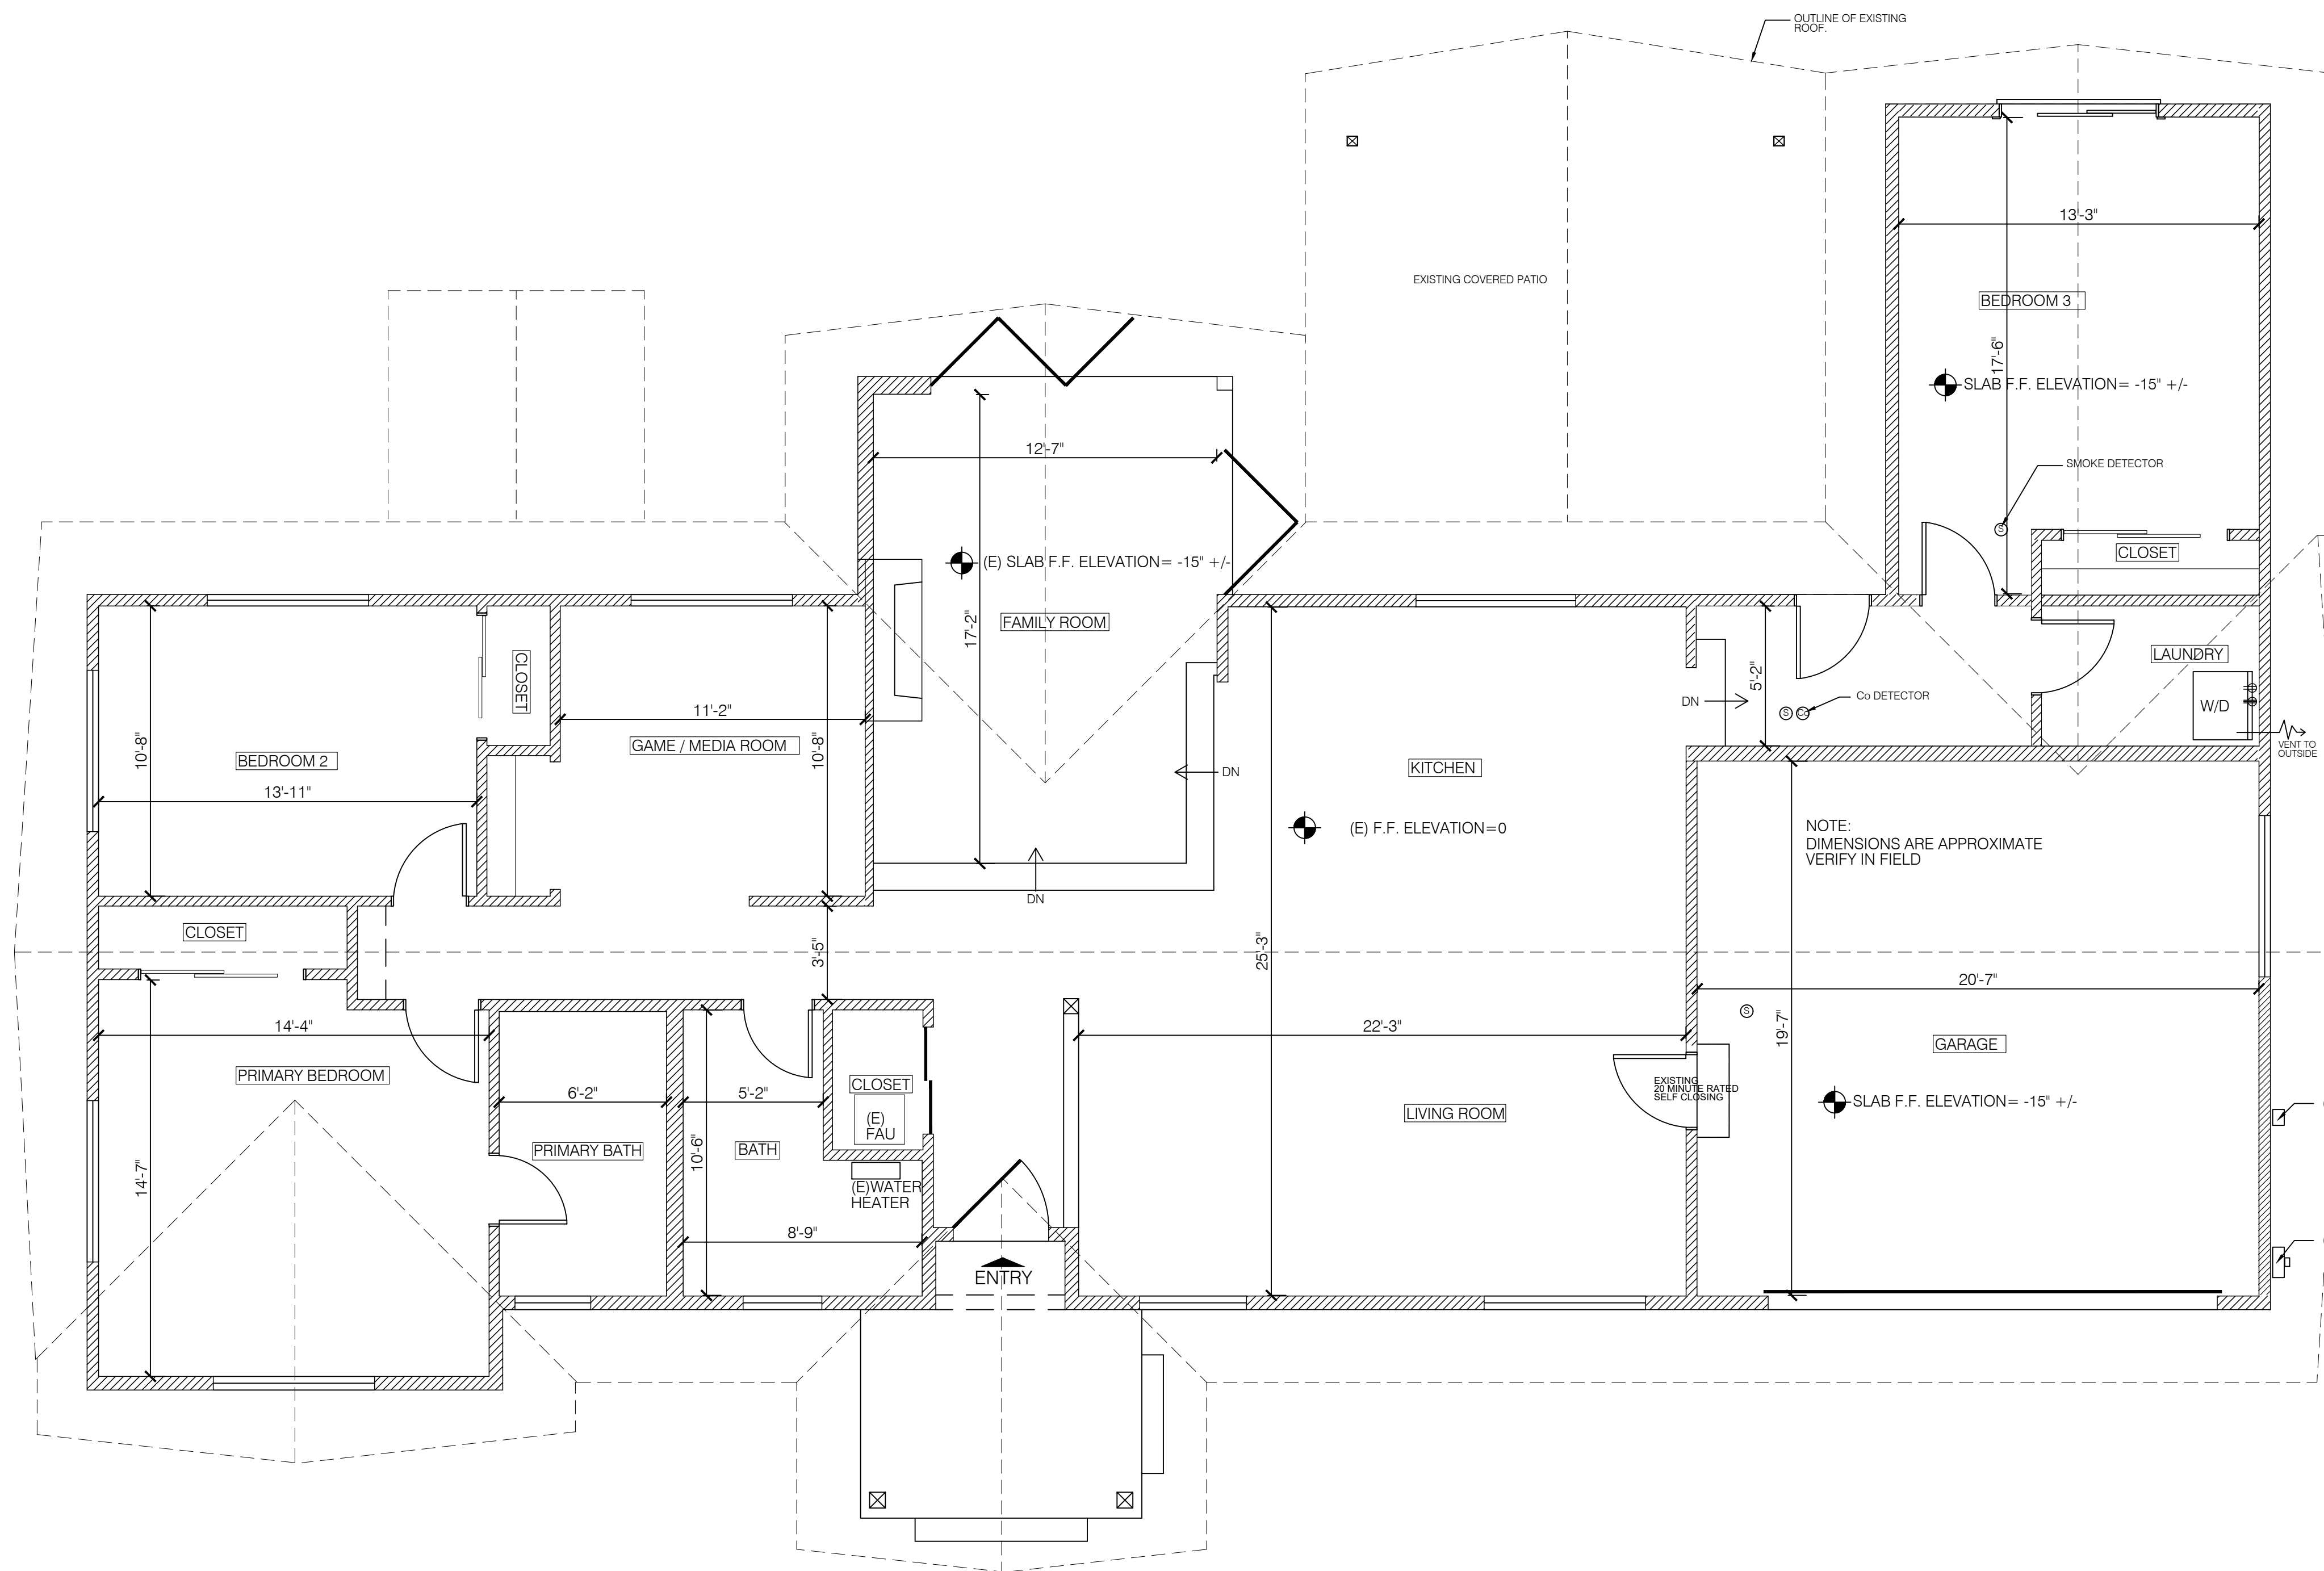 OUTLINE OF EXISTING
ROOF.
13'-3"
EXISTING COVERED PATIO
BEDROOM 3
17'-6"
SLAB F.F. ELEVATION= -15" +/-
12'-7"
SMOKE DETECTOR
S
CLOSET
(E) SLAB F.F. ELEVATION= -15" +/-
FAMILY ROOM
17'-2"
CLOSET
LAUNDRY
5'-2"
DN
Co DETECTOR
S
Co
W/D
VENT TO
OUTSIDE
11'-2"
GAME / MEDIA ROOM
10'-8"
10'-8"
BEDROOM 2
13'-11"
DN
KITCHEN
(E) F.F. ELEVATION=0
NOTE:
DIMENSIONS ARE APPROXIMATE
VERIFY IN FIELD
DN
CLOSET
3'-5"
25'-3"
20'-7"
14'-4"
22'-3"
S
19'-7"
GARAGE
PRIMARY BEDROOM
6'-2"
5'-2"
CLOSET
(E)
FAU
EXISTING
20 MINUTE RATED
SELF CLOSING
SLAB F.F. ELEVATION= -15" +/-
LIVING ROOM
14'-7"
PRIMARY BATH
10'-6"
BATH
(E)WATER
HEATER
8'-9"
ENTRY